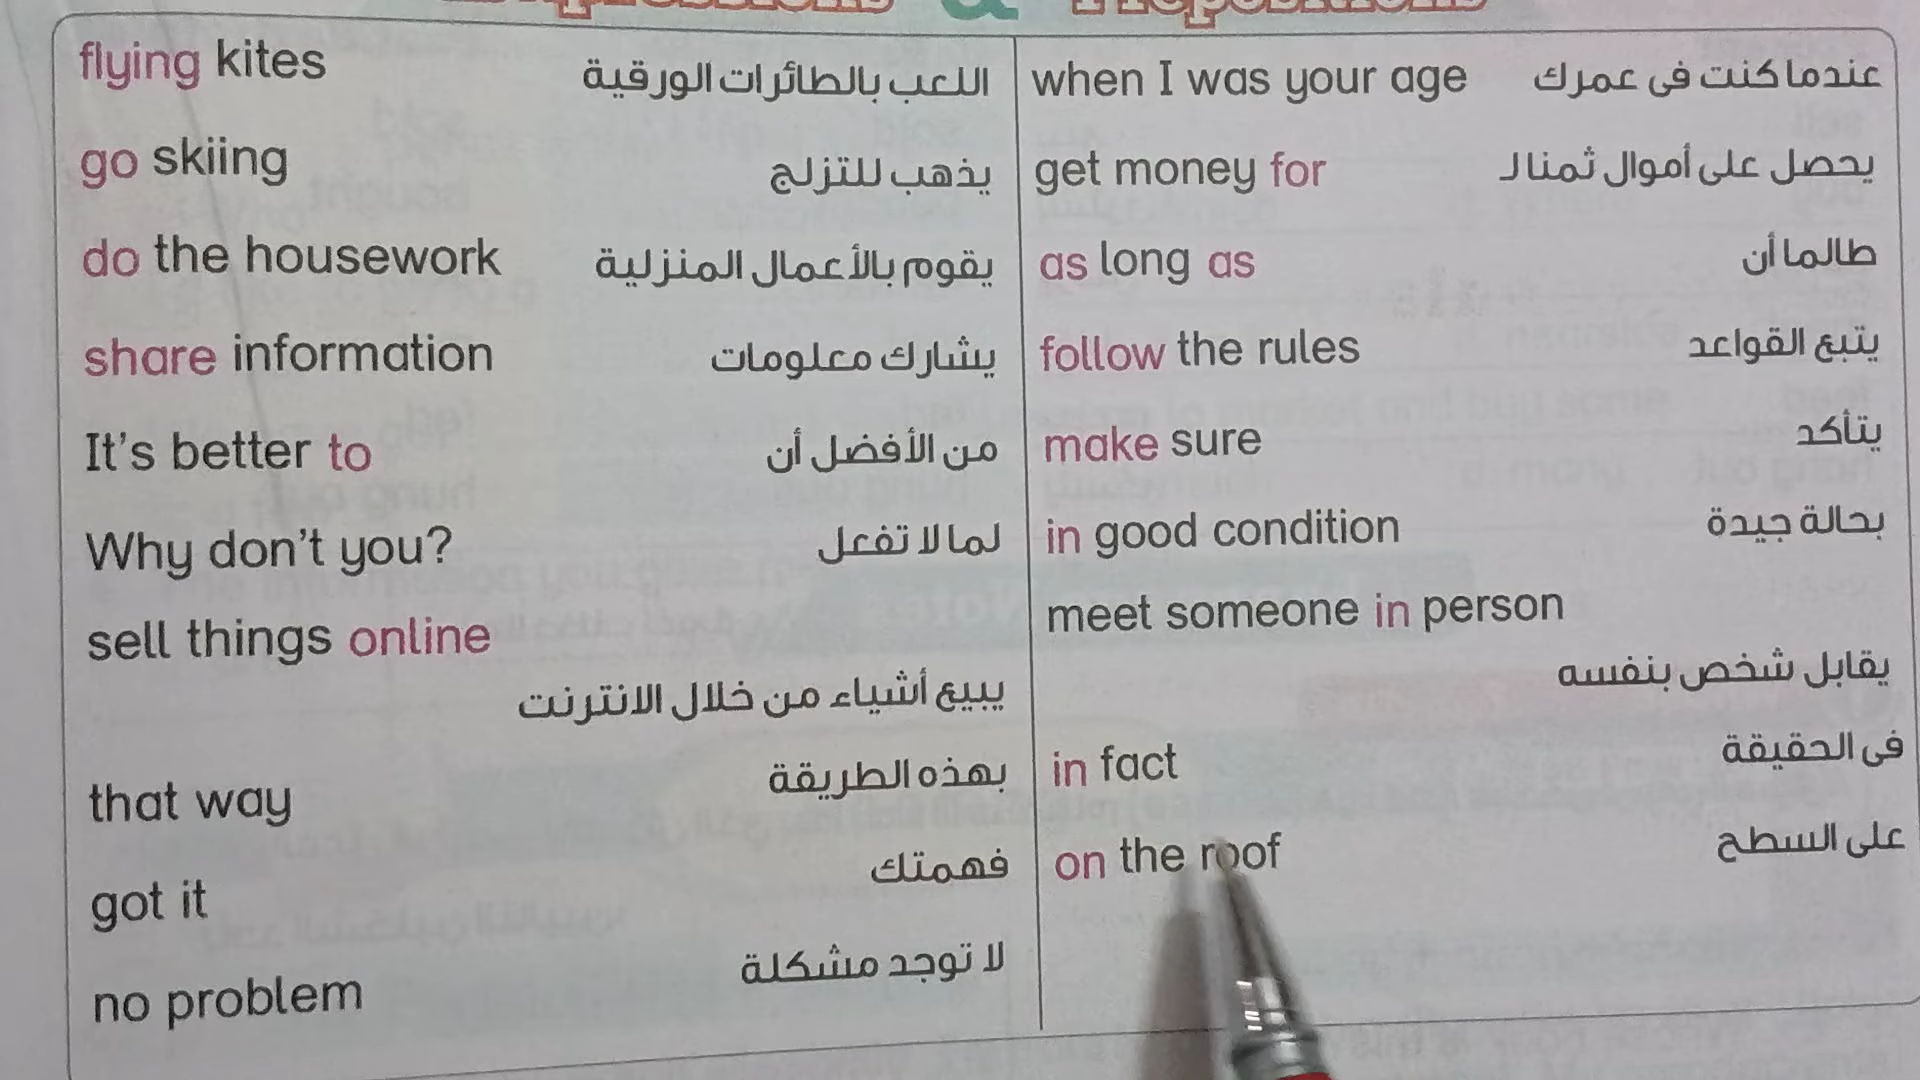 & Prepositions
flying kites اللعب بالطائرات الورقية
go skiing يذهب للتزلج
do the housework يقوم بالأعمال المنزلية
share information يشارك معلومات
It's better to من الأفضل أن
Why don't you? لما لا تفعل
sell things online
يبيع أشياء من خلال الانترنت
that way بهذه الطريقة
got it فهمتك
no problem لا توجد مشكلة
when I was your age عندما كنت فى عمرك
get money for يحصل على أموال ثمنا لـ
as long as طالما أن
follow the rules يتبع القواعد
make sure يتأكد
in good condition بحالة جيدة
meet someone in person
يقابل شخص بنفسه
in fact فى الحقيقة
on the roof على السطح